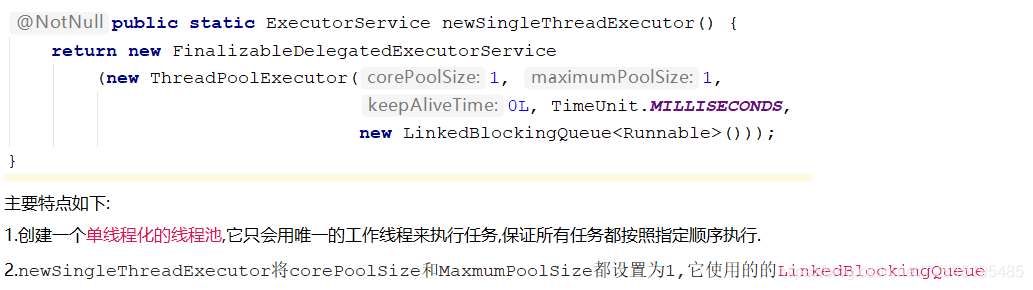 @NotNull public static ExecutorService newSingleThreadExecutor() {
return new FinalizableDelegatedExecutorService
(new ThreadPoolExecutor( corePoolSize: 1, maximumPoolSize: 1,
keepAliveTime: 0L, TimeUnit.MILLISECONDS,
new LinkedBlockingQueue<Runnable>()));
}
主要特点如下:
1.创建一个单线程化的线程池,它只会用唯一的工作线程来执行任务,保证所有任务都按照指定顺序执行.
2.newSingleThreadExecutor将corePoolSize和MaxmumPoolSize都设置为1,它使用的的LinkedBlockingQueue